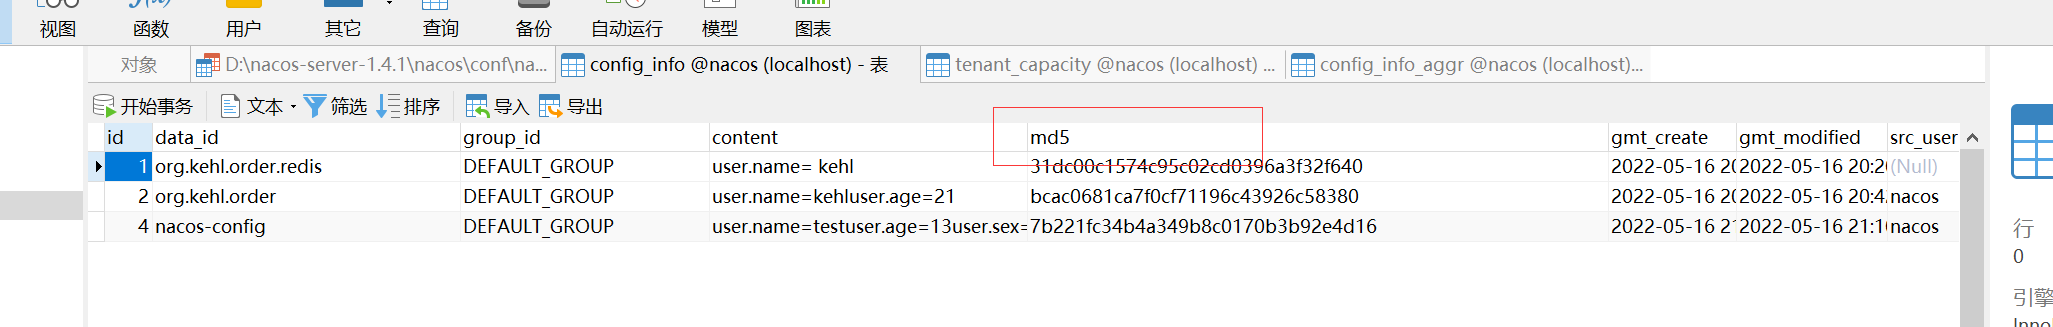 视图 函数 用户 其它 查询 备份 自动运行 模型 图表
对象 D:\nacos-server-1.4.1\nacos\conf\na... config_info @nacos (localhost) - 表 tenant_capacity @nacos (localhost) ... config_info_aggr @nacos (localhost)...
开始事务 文本 筛选 排序 导入 导出
id data_id group_id content md5 gmt_create gmt_modified src_user
1 org.kehl.order.redis DEFAULT_GROUP user.name= kehl 31dc00c1574c95c02cd0396a3f32f640 2022-05-16 20 2022-05-16 20:2 (Null)
2 org.kehl.order DEFAULT_GROUP user.name=kehluser.age=21 bcac0681ca7f0cf71196c43926c58380 2022-05-16 20 2022-05-16 20:4 nacos
4 nacos-config DEFAULT_GROUP user.name=testuser.age=13user.sex= 7b221fc34b4a349b8c0170b3b92e4d16 2022-05-16 21 2022-05-16 21:1 nacos
行
0
引擎